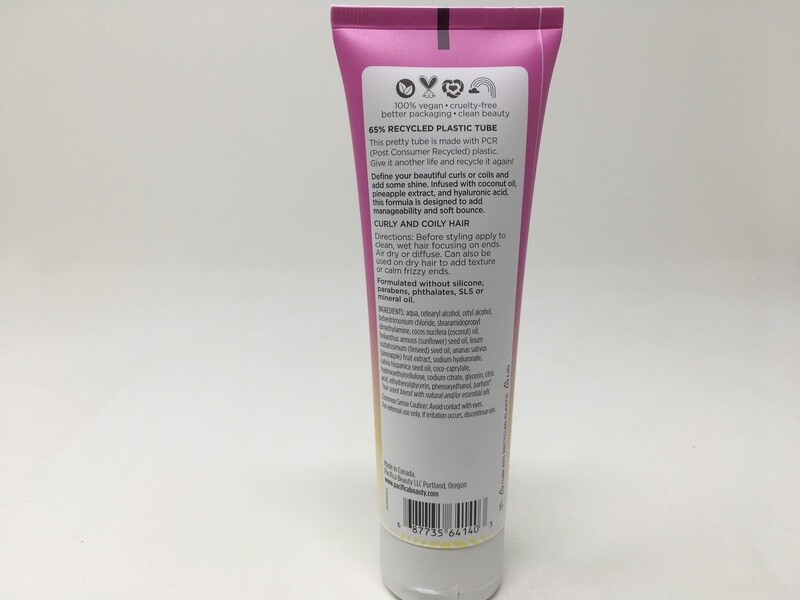 100% vegan • cruelty-free
better packaging • clean beauty
65% RECYCLED PLASTIC TUBE
This pretty tube is made with PCR
(Post Consumer Recycled) plastic.
Give it another life and recycle it again!
Define your beautiful curls or coils and
add some shine. Infused with coconut oil,
pineapple extract, and hyaluronic acid,
this formula is designed to add
manageability and soft bounce.
CURLY AND COILY HAIR
Directions: Before styling apply to
clean, wet hair focusing on ends.
Air dry or diffuse. Can also be
used on dry hair to add texture
or calm frizzy ends.
Formulated without silicone,
parabens, phthalates, SLS or
mineral oil.
INGREDIENTS: aqua, cetearyl alcohol, cetyl alcohol,
behentrimonium chloride, stearamidopropyl
dimethylamine, cocos nucifera (coconut) oil,
helianthus annuus (sunflower) seed oil, linum
usitatissimum (linseed) seed oil, ananas sativus
(pineapple) fruit extract, sodium hyaluronate,
salvia hispanica seed oil, coco-caprylate,
hydroxyethylcellulose, sodium citrate, glycerin, citric
acid, ethylhexylglycerin, phenoxyethanol, parfum*.
*our scent blend with natural and/or essential oils
Common Sense Caution: Avoid contact with eyes.
For external use only. If irritation occurs, discontinue use.
Made in Canada.
Pacifica Beauty LLC Portland, Oregon
www.pacificabeauty.com
6 87735 64140 3
TUBE 65% RECYCLED PLASTIC
LID